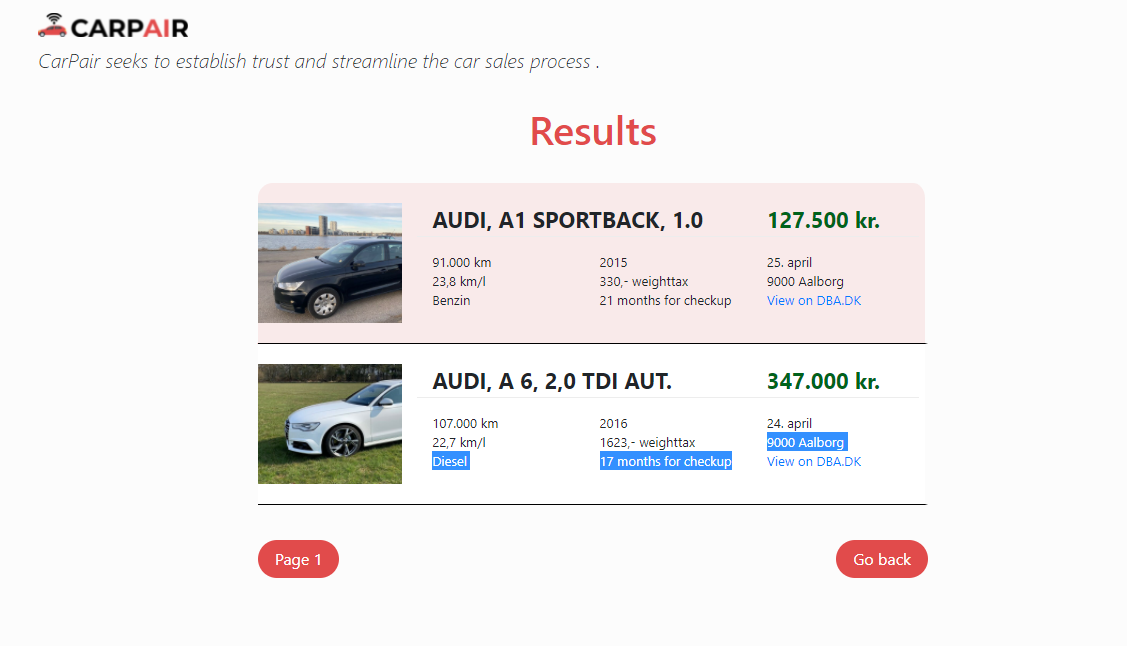 CARPAIR
CarPair seeks to establish trust and streamline the car sales process .
Results
AUDI, A1 SPORTBACK, 1.0
127.500 kr.
91.000 km
2015
25. april
23,8 km/l
330,- weighttax
9000 Aalborg
Benzin
21 months for checkup
View on DBA.DK
AUDI, A 6, 2,0 TDI AUT.
347.000 kr.
107.000 km
2016
24. april
22,7 km/l
1623,- weighttax
9000 Aalborg
Diesel
17 months for checkup
View on DBA.DK
Page 1
Go back